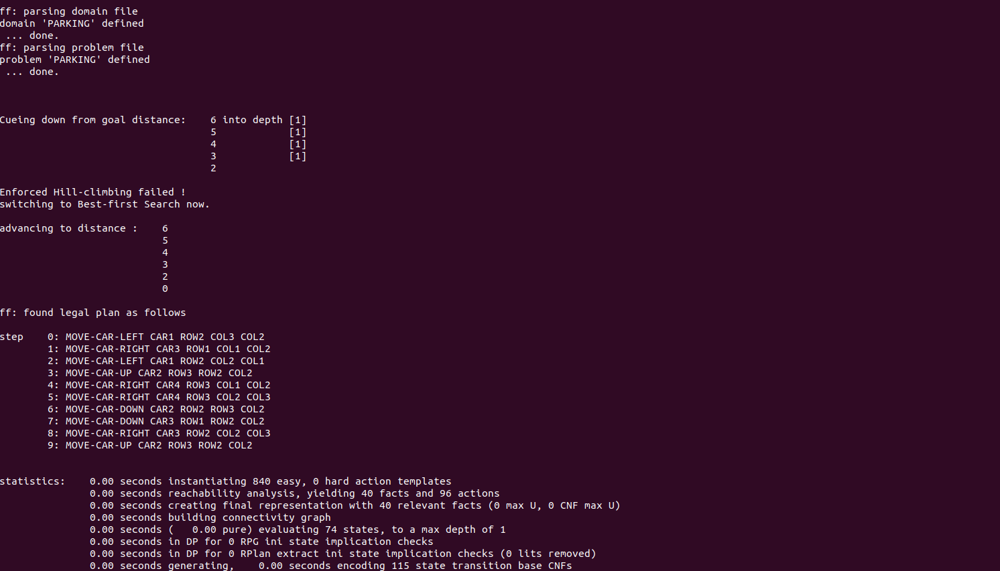 ff: parsing domain file
domain 'PARKING' defined
 ... done.
ff: parsing problem file
problem 'PARKING' defined
 ... done.
Cueing down from goal distance:    6 into depth [1]
                                   5            [1]
                                   4            [1]
                                   3            [1]
                                   2
Enforced Hill-climbing failed !
switching to Best-first Search now.
advancing to distance :    6
                           5
                           4
                           3
                           2
                           0
ff: found legal plan as follows
step    0: MOVE-CAR-LEFT CAR1 ROW2 COL3 COL2
        1: MOVE-CAR-RIGHT CAR3 ROW1 COL1 COL2
        2: MOVE-CAR-LEFT CAR1 ROW2 COL2 COL1
        3: MOVE-CAR-UP CAR2 ROW3 ROW2 COL2
        4: MOVE-CAR-RIGHT CAR4 ROW3 COL1 COL2
        5: MOVE-CAR-RIGHT CAR4 ROW3 COL2 COL3
        6: MOVE-CAR-DOWN CAR2 ROW2 ROW3 COL2
        7: MOVE-CAR-DOWN CAR3 ROW1 ROW2 COL2
        8: MOVE-CAR-RIGHT CAR3 ROW2 COL2 COL3
        9: MOVE-CAR-UP CAR2 ROW3 ROW2 COL2
statistics:    0.00 seconds instantiating 840 easy, 0 hard action templates
               0.00 seconds reachability analysis, yielding 40 facts and 96 actions
               0.00 seconds creating final representation with 40 relevant facts (0 max U, 0 CNF max U)
               0.00 seconds building connectivity graph
               0.00 seconds (   0.00 pure) evaluating 74 states, to a max depth of 1
               0.00 seconds in DP for 0 RPG ini state implication checks
               0.00 seconds in DP for 0 RPlan extract ini state implication checks (0 lits removed)
               0.00 seconds generating,    0.00 seconds encoding 115 state transition base CNFs